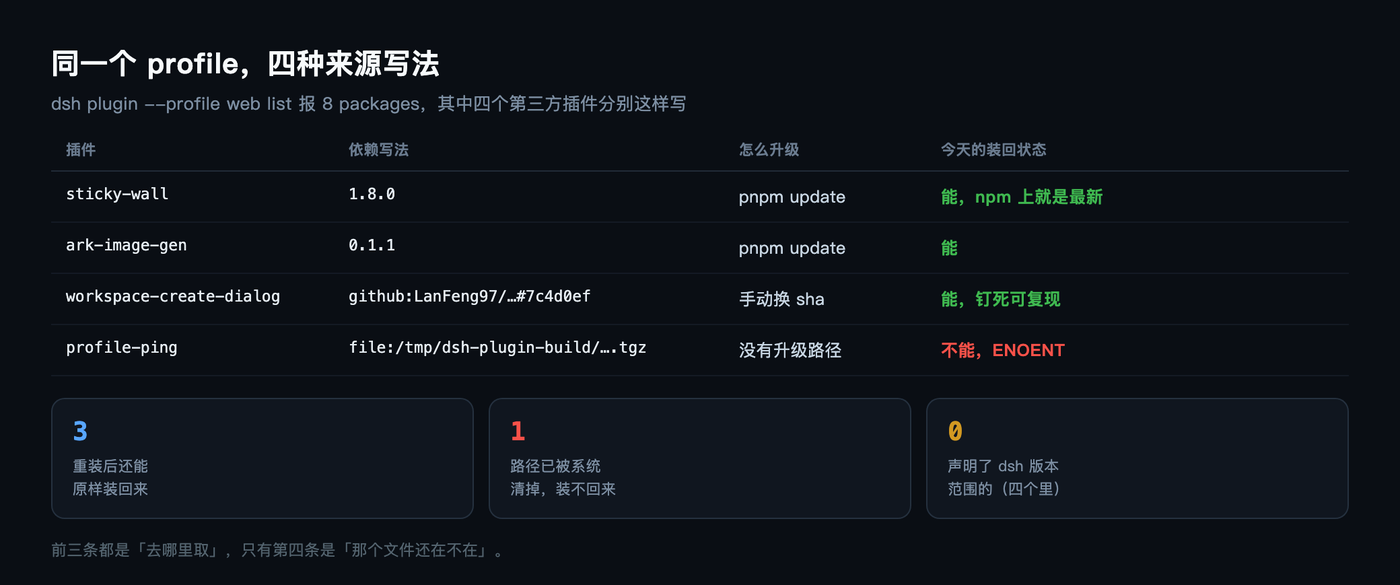 同一个 profile，四种来源写法
dsh plugin --profile web list 报 8 packages，其中四个第三方插件分别这样写
插件 依赖写法 怎么升级 今天的装回状态
sticky-wall 1.8.0 pnpm update 能，npm 上就是最新
ark-image-gen 0.1.1 pnpm update 能
workspace-create-dialog github:LanFeng97/…#7c4d0ef 手动换 sha 能，钉死可复现
profile-ping file:/tmp/dsh-plugin-build/….tgz 没有升级路径 不能，ENOENT
3
重装后还能
原样装回来
1
路径已被系统
清掉，装不回来
0
声明了 dsh 版本
范围的（四个里）
前三条都是「去哪里取」，只有第四条是「那个文件还在不在」。